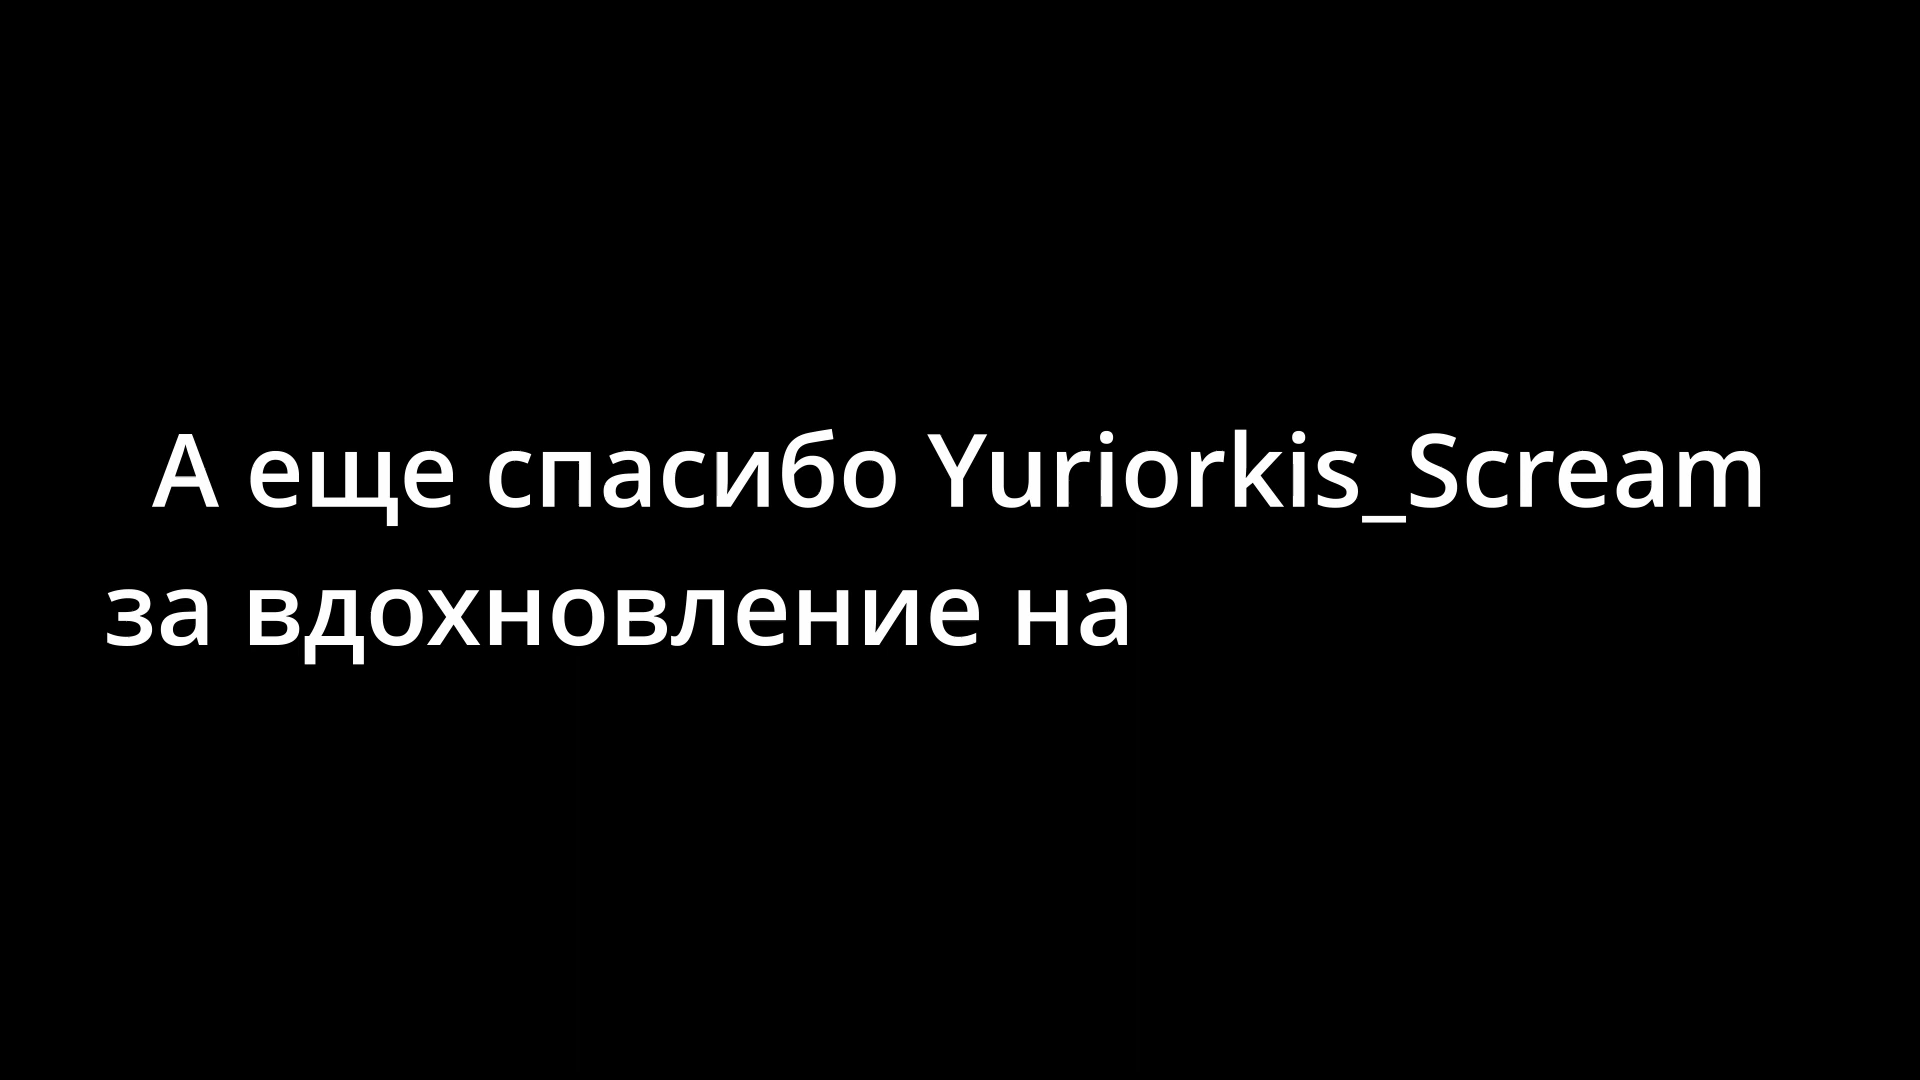 А еще спасибо Yuriorkis_Scream
за вдохновление на